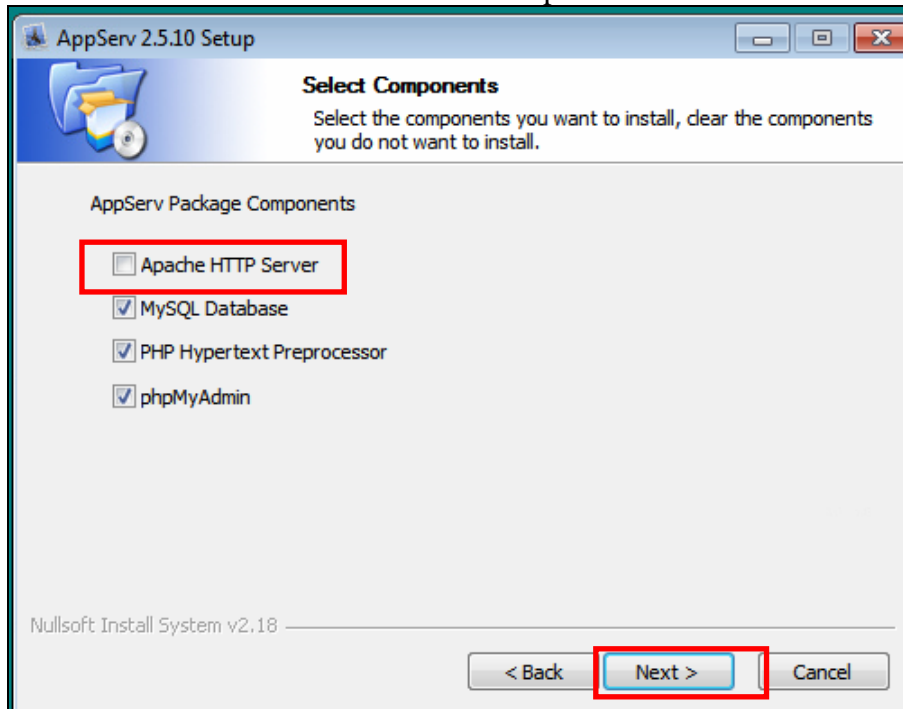 AppServ 2.5.10 Setup
Select Components
Select the components you want to install, clear the components
you do not want to install.
AppServ Package Components
Apache HTTP Server
MySQL Database
PHP Hypertext Preprocessor
phpMyAdmin
Nullsoft Install System v2.18
< Back Next > Cancel